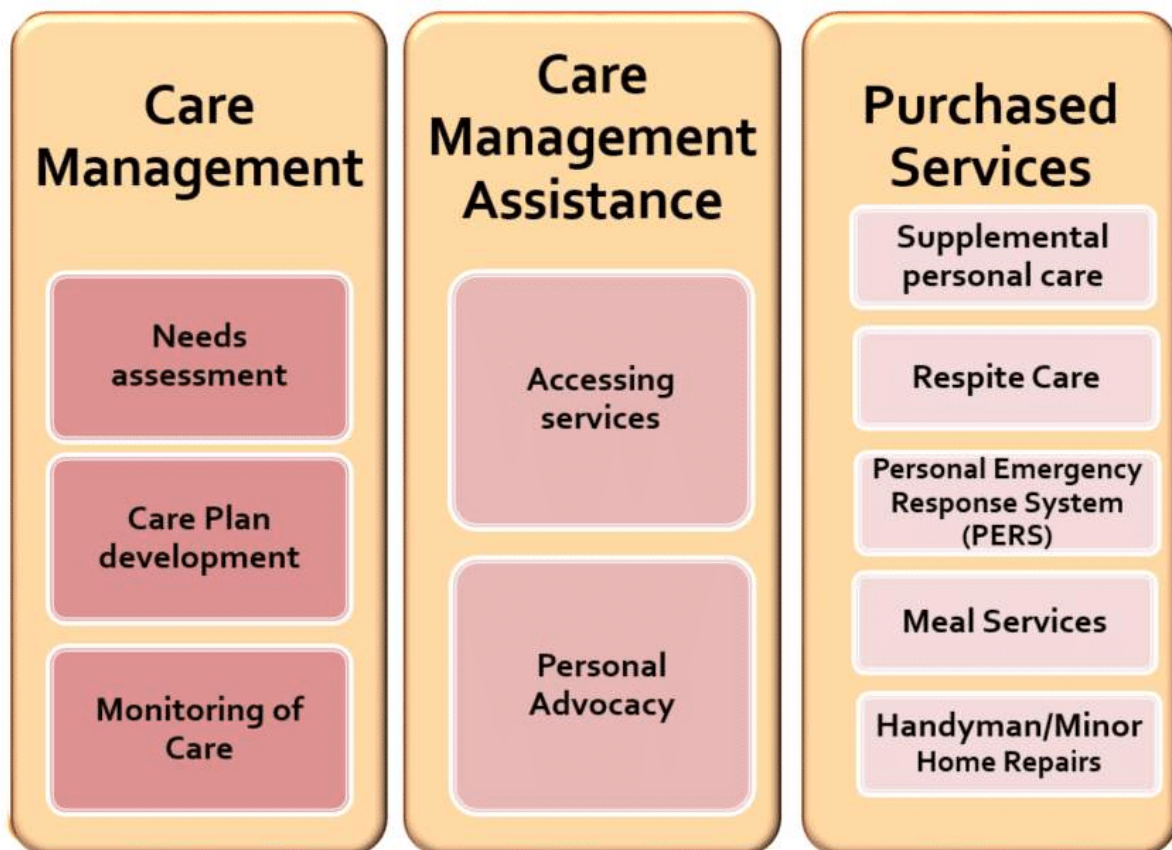 Care
Management
Needs
assessment
Care Plan
development
Monitoring of
Care
Care
Management
Assistance
Accessing
services
Personal
Advocacy
Purchased
Services
Supplemental
personal care
Respite Care
Personal Emergency
Response System
(PERS)
Meal Services
Handyman/Minor
Home Repairs